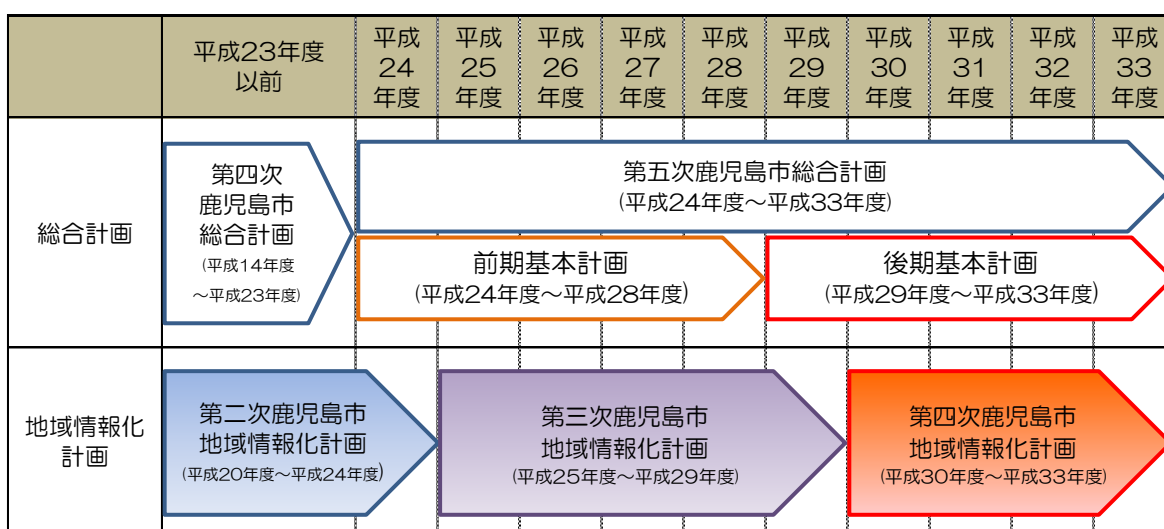 平成23年度
以前
平成
24
年度
平成
25
年度
平成
26
年度
平成
27
年度
平成
28
年度
平成
29
年度
平成
30
年度
平成
31
年度
平成
32
年度
平成
33
年度
総合計画
第四次
鹿児島市
総合計画
(平成14年度
~平成23年度)
第五次鹿児島市総合計画
(平成24年度~平成33年度)
前期基本計画
(平成24年度~平成28年度)
後期基本計画
(平成29年度~平成33年度)
地域情報化
計画
第二次鹿児島市
地域情報化計画
(平成20年度~平成24年度)
第三次鹿児島市
地域情報化計画
(平成25年度~平成29年度)
第四次鹿児島市
地域情報化計画
(平成30年度~平成33年度)